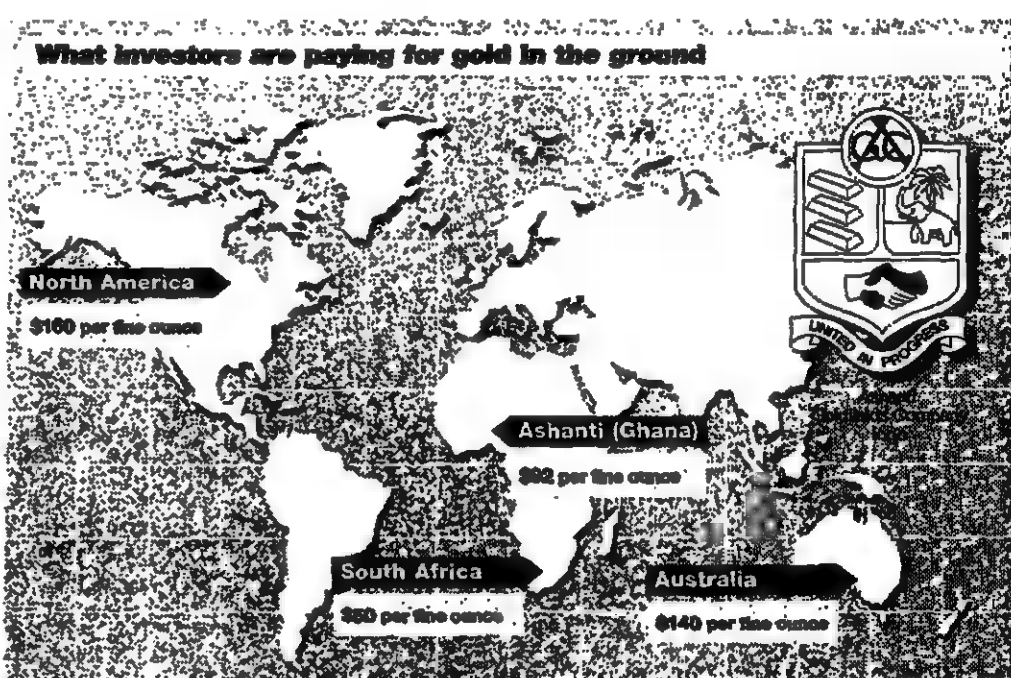 What investors are paying for gold in the ground
North America
$160 per fine ounce
UNITED IN PROGRESS
Ashanti (Ghana)
$92 per fine ounce
South Africa
per fine ounce
Australia
$140 per fine ounce